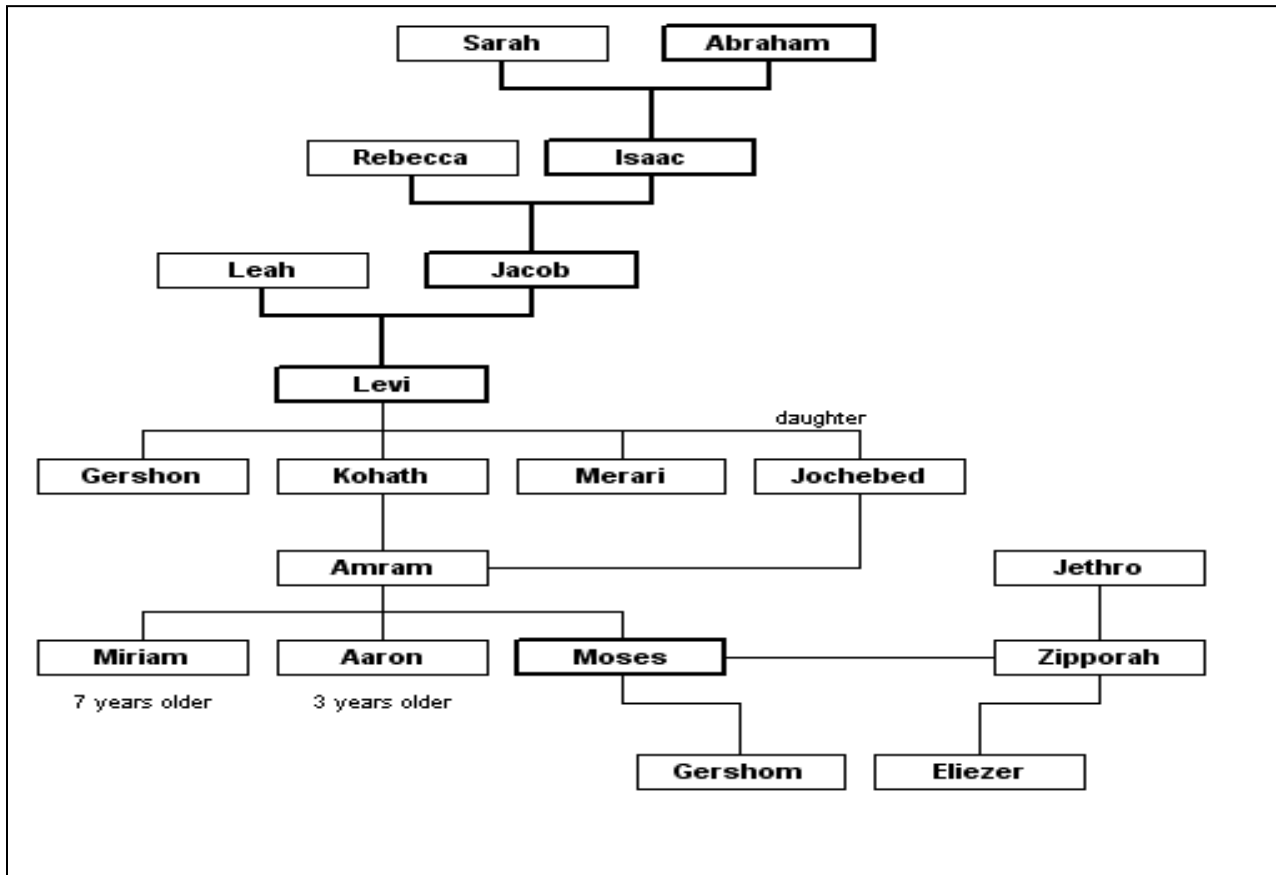 Sarah Abraham
Rebecca Isaac
Leah Jacob
Levi
daughter
Gershon Kohath Merari Jochebed
Amram Jethro
Miriam Aaron Moses Zipporah
7 years older 3 years older
Gershom Eliezer